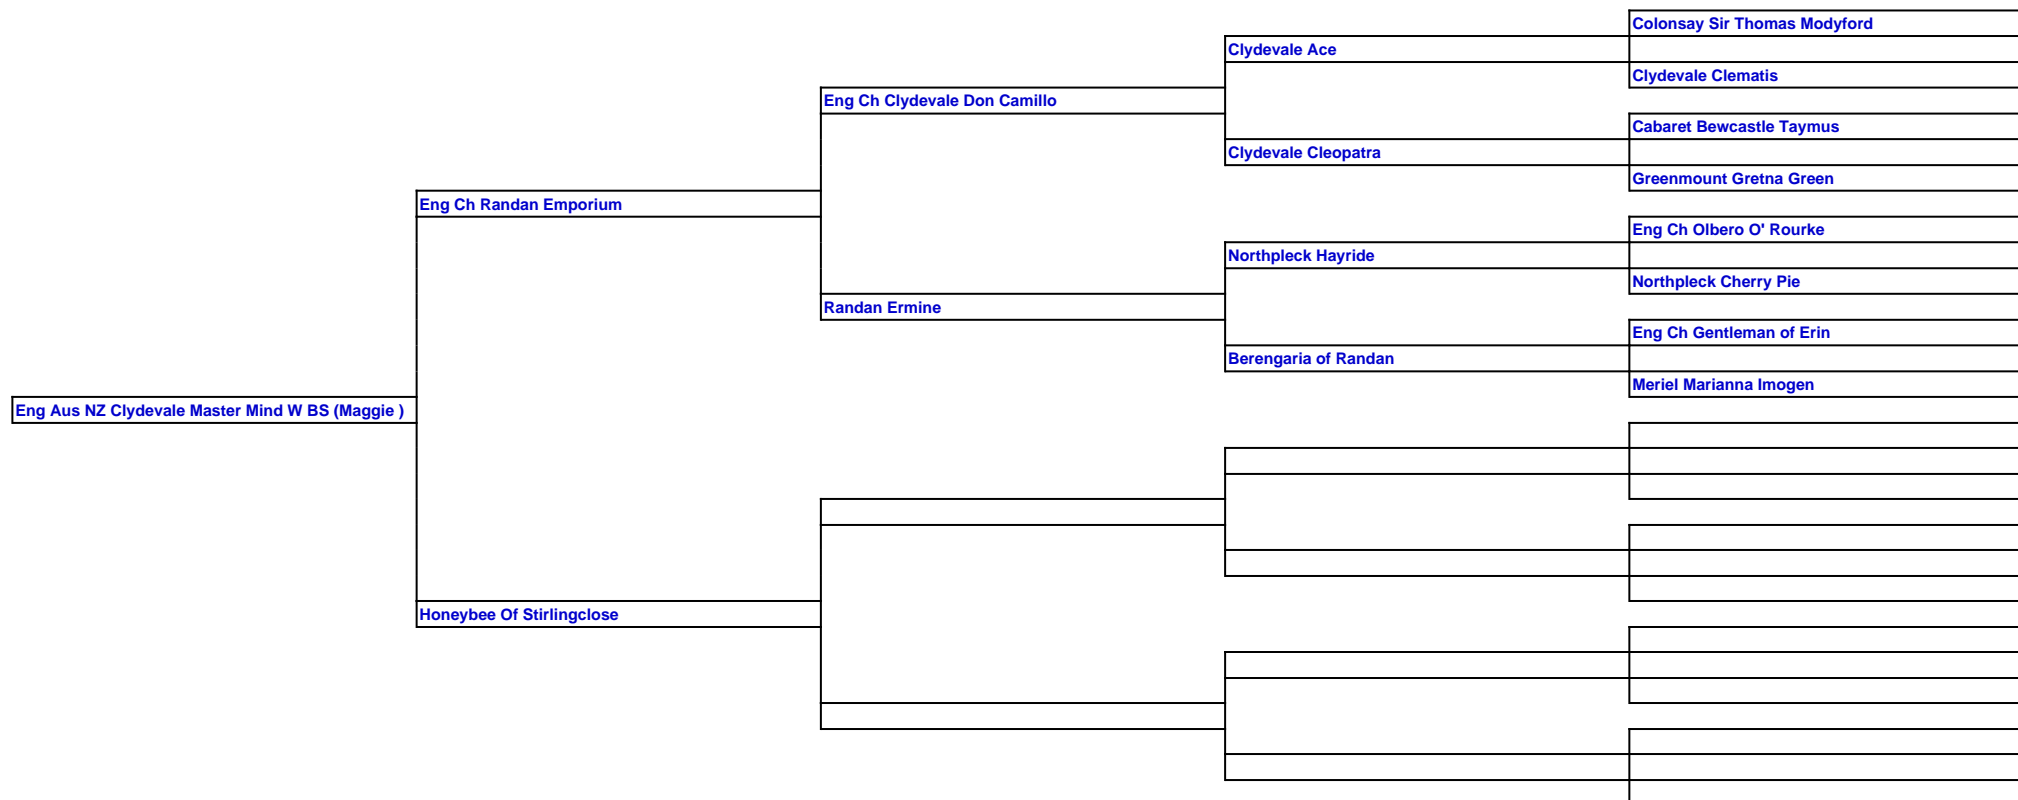 Colonsay Sir Thomas Modyford
Clydevale Ace
Clydevale Clematis
Eng Ch Clydevale Don Camillo
Cabaret Bewcastle Taymus
Clydevale Cleopatra
Greenmount Gretna Green
Eng Ch Randan Emporium
Eng Ch Olbero O' Rourke
Northpleck Hayride
Northpleck Cherry Pie
Randan Ermine
Eng Ch Gentleman of Erin
Berengaria of Randan
Meriel Marianna Imogen
Eng Aus NZ Clydevale Master Mind W BS (Maggie )
Honeybee Of Stirlingclose